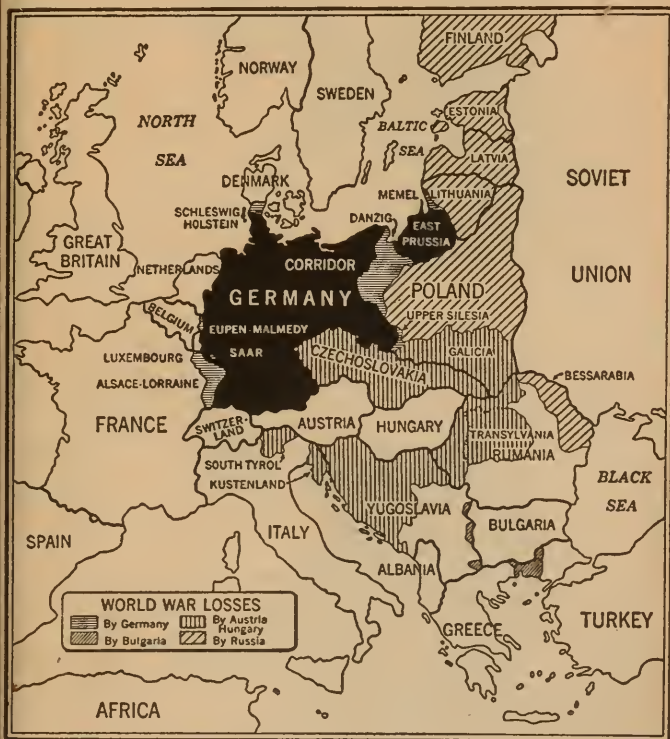 FINLAND
NORWAY
SWEDEN
NORTH
SEA
BALTIC
SEA
ESTONIA
LATVIA
SOVIET
UNION
DENMARK
MEMEL
LITHUANIA
SCHLESWIG
HOLSTEIN
DANZIG
EAST
PRUSSIA
GREAT
BRITAIN
NETHERLANDS
CORRIDOR
GERMANY
POLAND
UPPER SILESIA
BELGIUM
EUPEN-MALMEDY
LUXEMBOURG
SAAR
CZECHOSLOVAKIA
GALICIA
ALSACE-LORRAINE
BESSARABIA
FRANCE
SWITZER-
LAND
AUSTRIA
HUNGARY
TRANSYLVANIA
RUMANIA
SOUTH TYROL
KUSTENLAND
BLACK
SEA
YUGOSLAVIA
SPAIN
ITALY
BULGARIA
ALBANIA
WORLD WAR LOSSES
By Germany
By Austria
Hungary
By Bulgaria
By Russia
GREECE
TURKEY
AFRICA